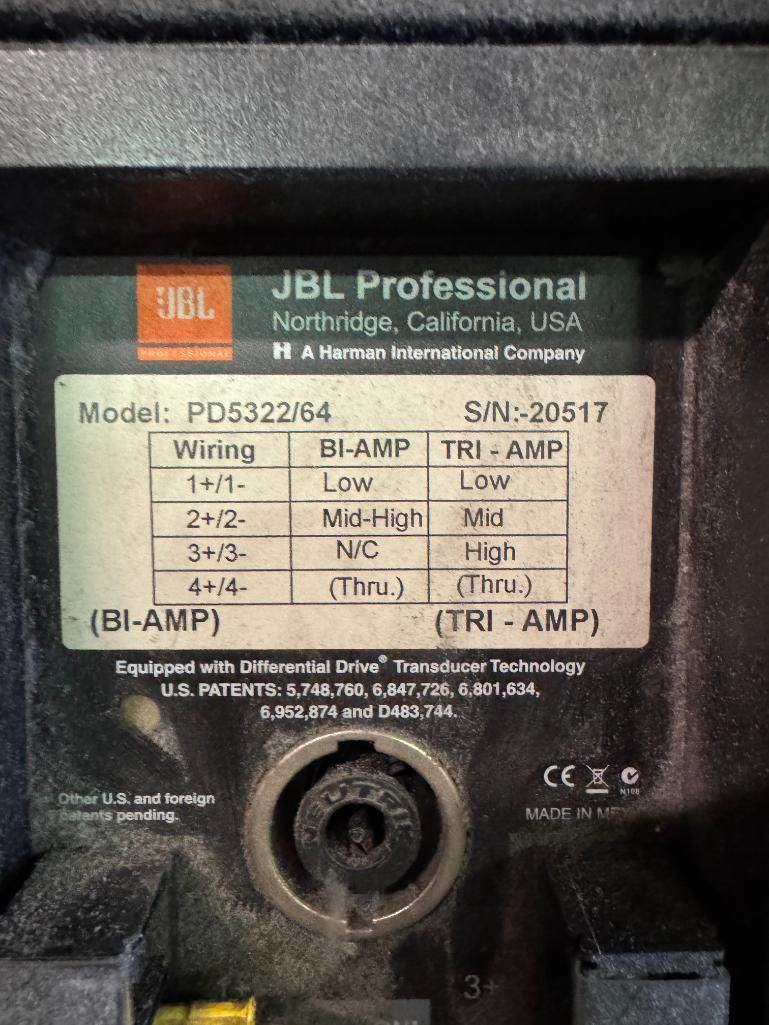 JBL
PROFESSIONAL
JBL Professional
Northridge, California, USA
H A Harman International Company
Model: PD5322/64 S/N:-20517
Wiring BI-AMP TRI - AMP
1+/1- Low Low
2+/2- Mid-High Mid
3+/3- N/C High
4+/4- (Thru.) (Thru.)
(BI-AMP) (TRI - AMP)
Equipped with Differential Drive® Transducer Technology
U.S. PATENTS: 5,748,760, 6,847,726, 6,801,634,
6,952,874 and D483,744.
CE
N108
Other U.S. and foreign
patents pending.
MADE IN
NEUTRIK
3+